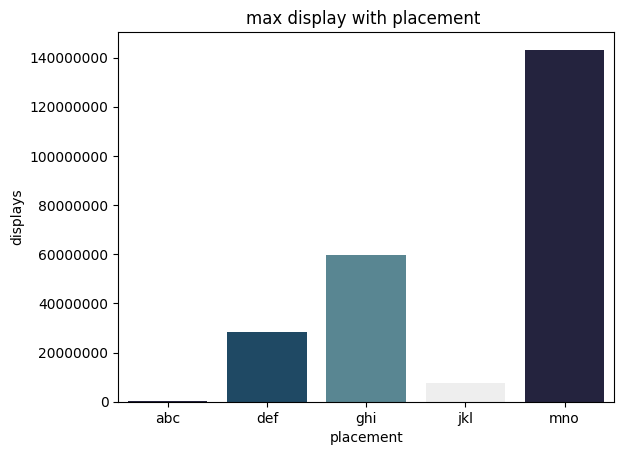 max display with placement
140000000
120000000
100000000
80000000
60000000
40000000
20000000
0
displays
abc def ghi jkl mno
placement